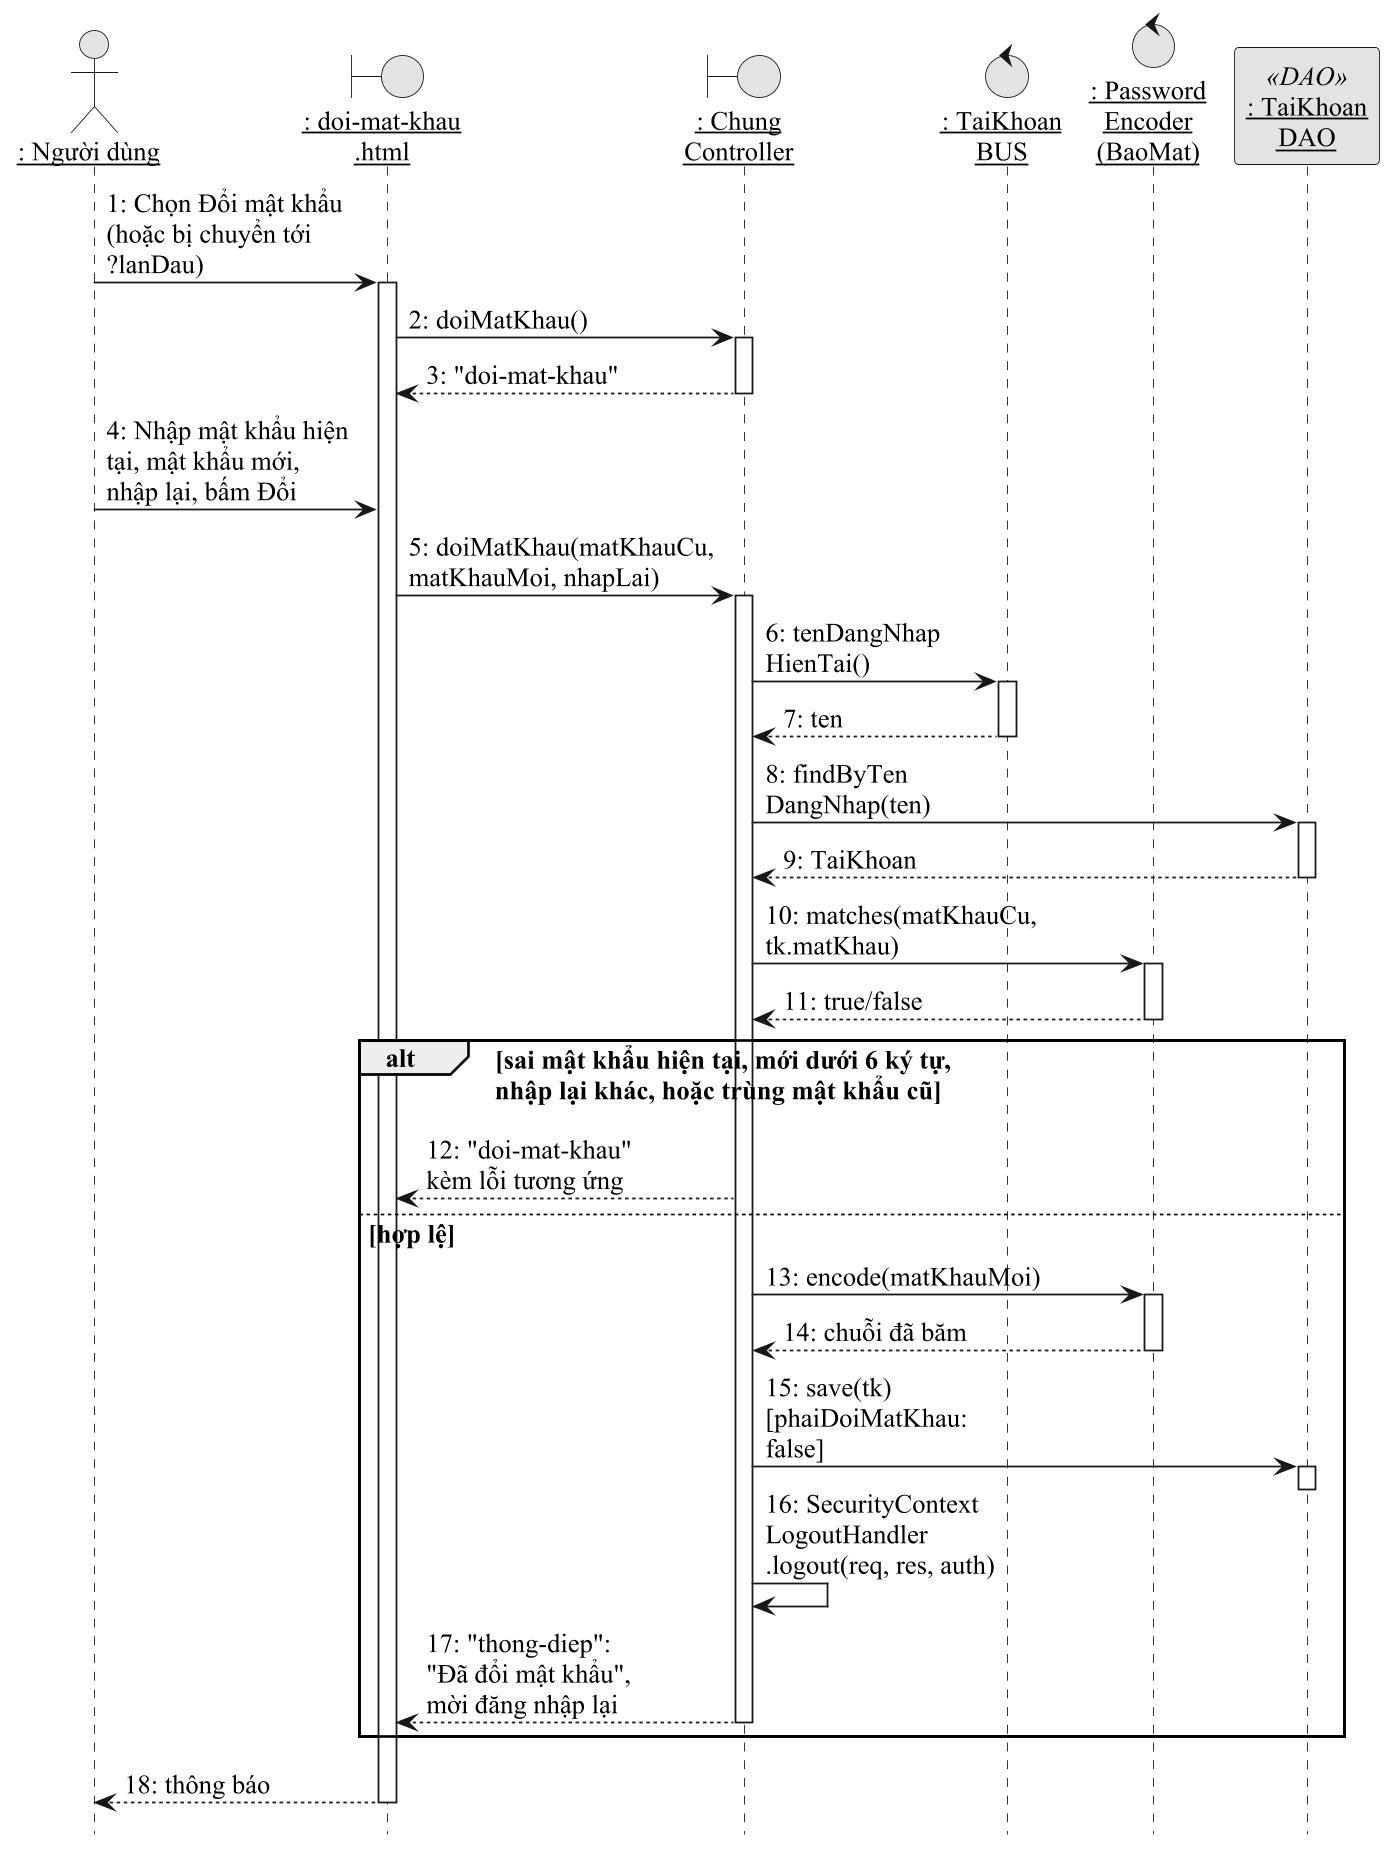 : Người dùng
: doi-mat-khau
.html
: Chung
Controller
: TaiKhoan
BUS
: Password
Encoder
(BaoMat)
«DAO»
: TaiKhoan
DAO
1: Chọn Đổi mật khẩu
(hoặc bị chuyển tới
?lanDau)
2: doiMatKhau()
3: "doi-mat-khau"
4: Nhập mật khẩu hiện
tại, mật khẩu mới,
nhập lại, bấm Đổi
5: doiMatKhau(matKhauCu,
matKhauMoi, nhapLai)
6: tenDangNhap
HienTai()
7: ten
8: findByTen
DangNhap(ten)
9: TaiKhoan
10: matches(matKhauCu,
tk.matKhau)
11: true/false
alt
[sai mật khẩu hiện tại, mới dưới 6 ký tự,
nhập lại khác, hoặc trùng mật khẩu cũ]
12: "doi-mat-khau"
kèm lỗi tương ứng
[hợp lệ]
13: encode(matKhauMoi)
14: chuỗi đã băm
15: save(tk)
[phaiDoiMatKhau:
false]
16: SecurityContext
LogoutHandler
.logout(req, res, auth)
17: "thong-diep":
"Đã đổi mật khẩu",
mời đăng nhập lại
18: thông báo